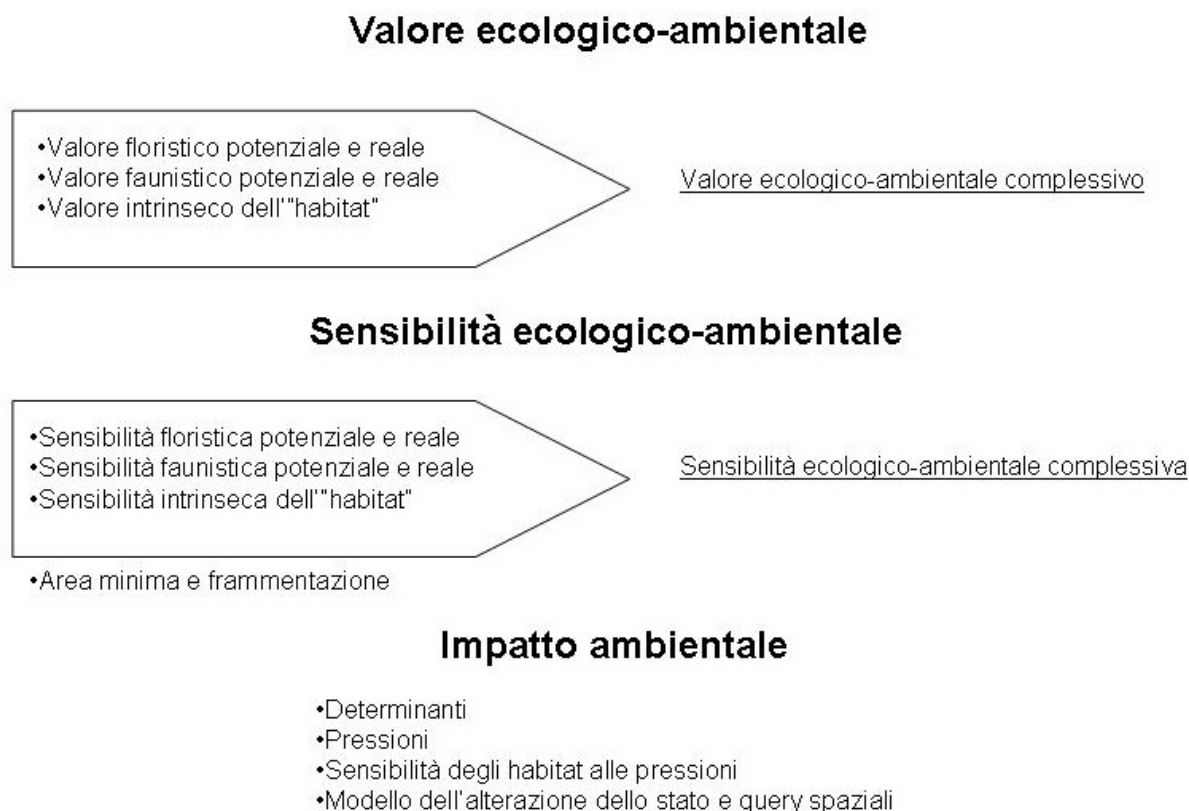 Valore ecologico-ambientale
•Valore floristico potenziale e reale
•Valore faunistico potenziale e reale
•Valore intrinseco dell'"habitat"
Valore ecologico-ambientale complessivo
Sensibilità ecologico-ambientale
•Sensibilità floristica potenziale e reale
•Sensibilità faunistica potenziale e reale
•Sensibilità intrinseca dell'"habitat"
Sensibilità ecologico-ambientale complessiva
•Area minima e frammentazione
Impatto ambientale
•Determinanti
•Pressioni
•Sensibilità degli habitat alle pressioni
•Modello dell'alterazione dello stato e query spaziali